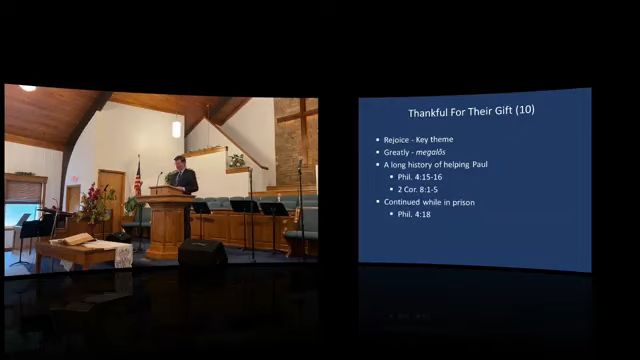 Thankful For Their Gift (10)
Rejoice - Key theme
Greatly - megalōs
A long history of helping Paul
Phil. 4:15-16
2 Cor. 8:1-5
Continued while in prison
Phil. 4:18